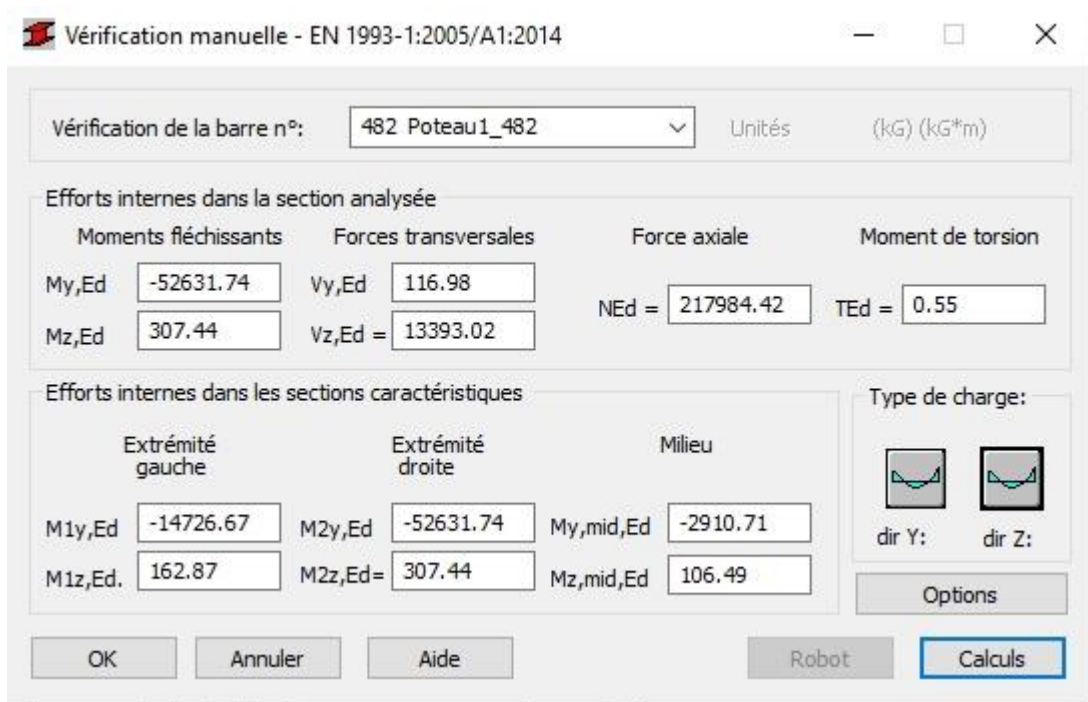 Vérification manuelle - EN 1993-1:2005/A1:2014
Vérification de la barre n°: 482 Poteau1_482 Unités (kG) (kG*m)
Efforts internes dans la section analysée
Moments fléchissants Forces transversales Force axiale Moment de torsion
My,Ed -52631.74 Vy,Ed 116.98
NEd = 217984.42 TEd = 0.55
Mz,Ed 307.44 Vz,Ed = 13393.02
Efforts internes dans les sections caractéristiques
Extrémité gauche Extrémité droite Milieu
M1y,Ed -14726.67 M2y,Ed -52631.74 My,mid,Ed -2910.71
M1z,Ed. 162.87 M2z,Ed= 307.44 Mz,mid,Ed 106.49
Type de charge:
dir Y: dir Z:
Options
OK Annuler Aide Robot Calculs